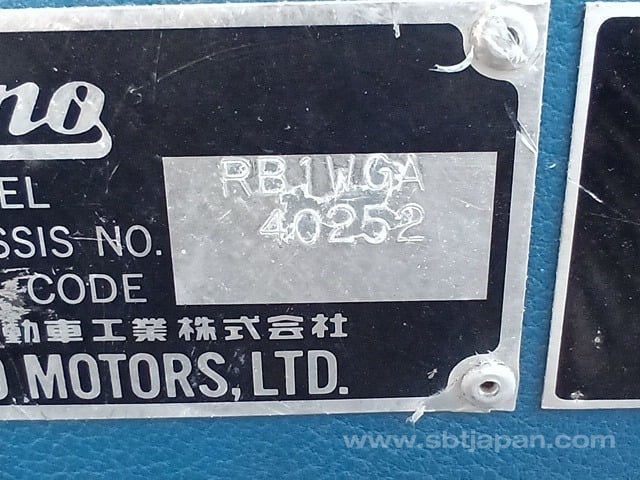 no
EL RB1WGA
SSIS NO. 40252
CODE
動車工業株式会社
O MOTORS, LTD.
www.sbtjapan.com